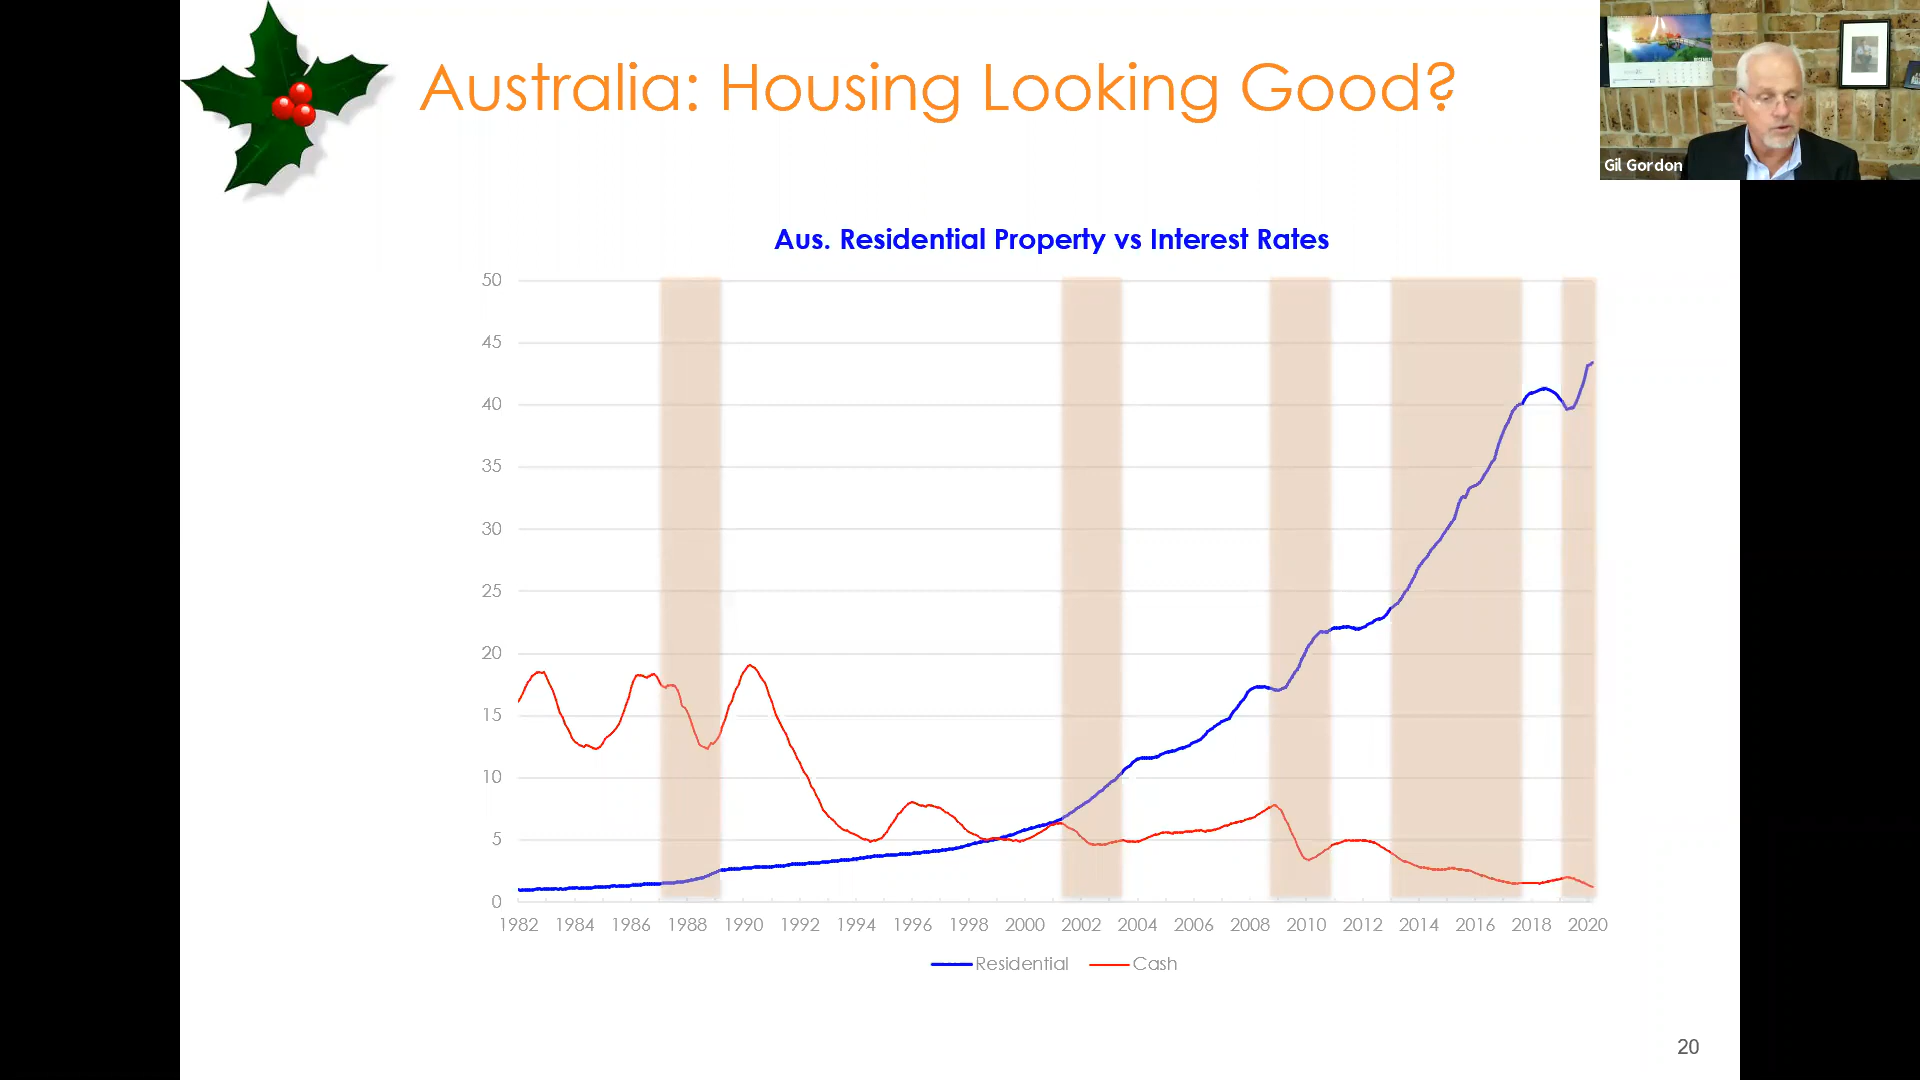 Australia: Housing Looking Good?
Gil Gordon
Aus. Residential Property vs Interest Rates
50
45
40
35
30
25
20
15
10
5
0
1982 1984 1986 1988 1990 1992 1994 1996 1998 2000 2002 2004 2006 2008 2010 2012 2014 2016 2018 2020
Residential Cash
20